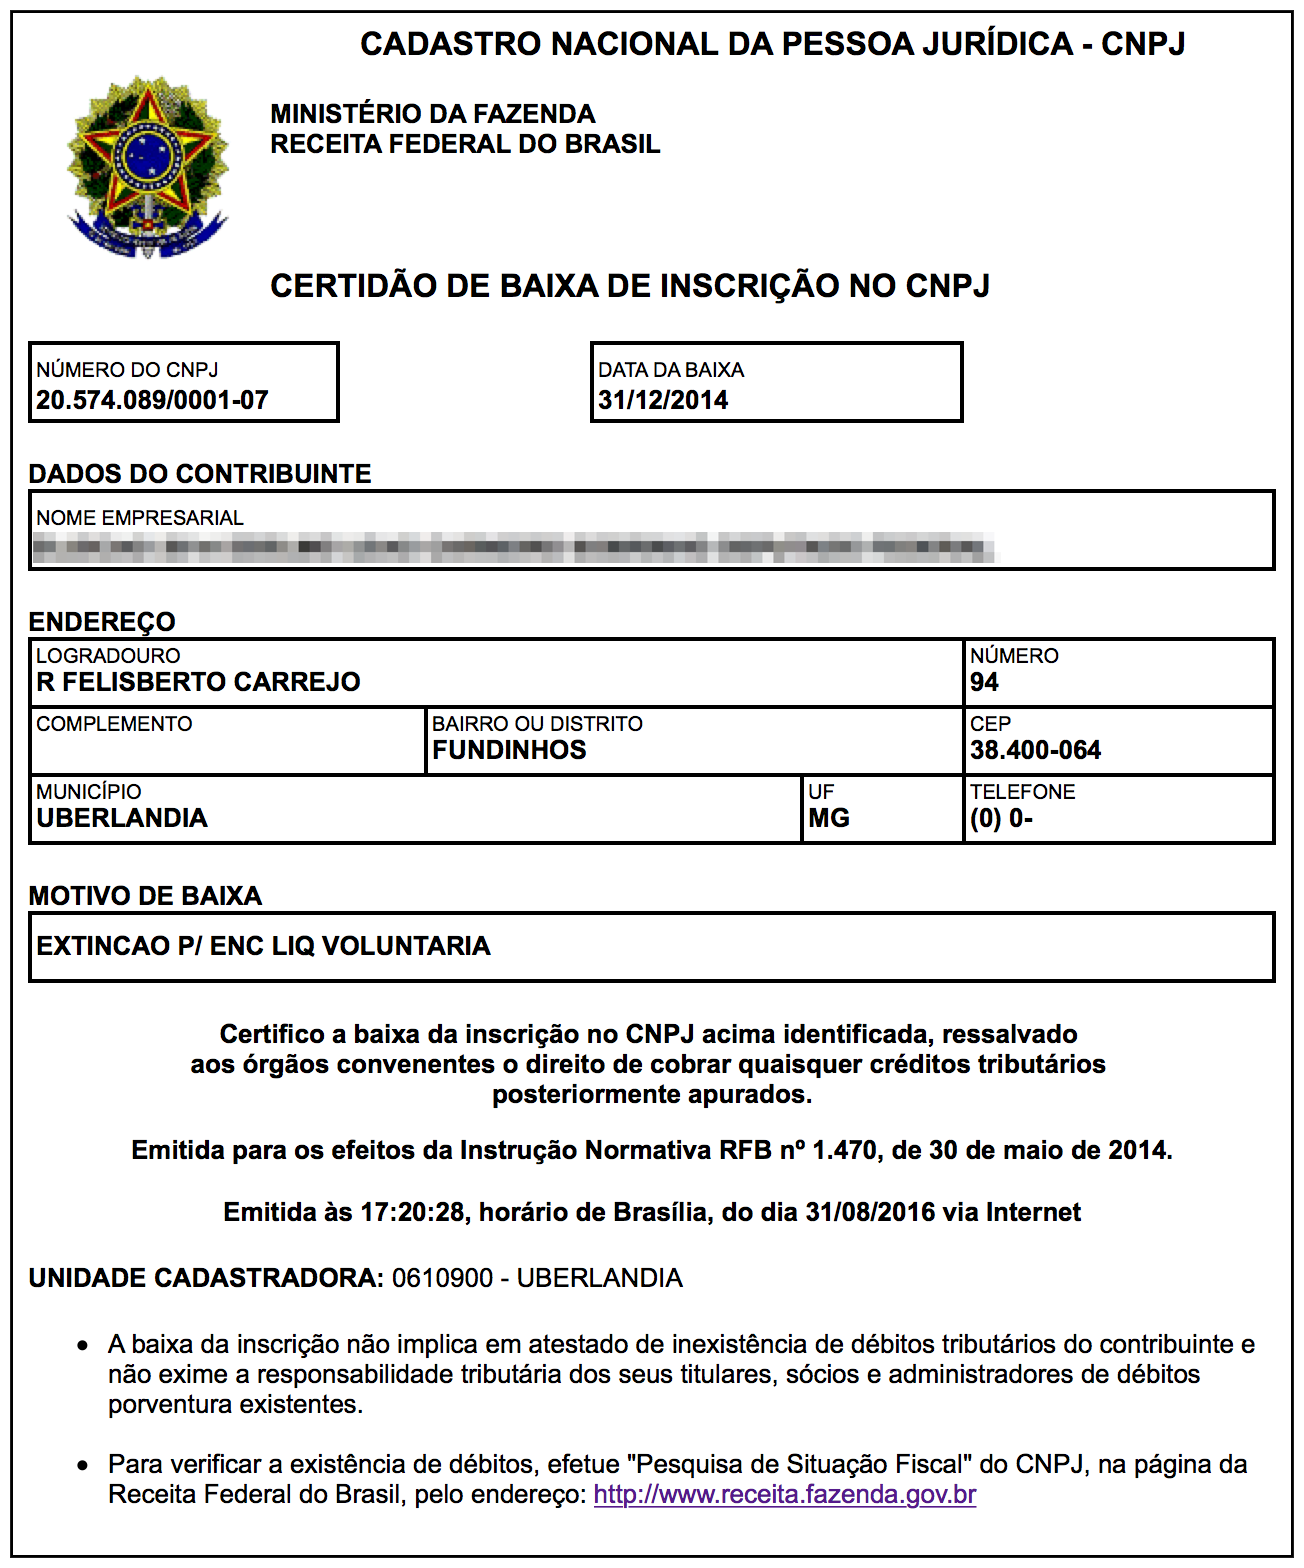 CADASTRO NACIONAL DA PESSOA JURÍDICA - CNPJ
MINISTÉRIO DA FAZENDA
RECEITA FEDERAL DO BRASIL
CERTIDÃO DE BAIXA DE INSCRIÇÃO NO CNPJ
NÚMERO DO CNPJ
20.574.089/0001-07
DATA DA BAIXA
31/12/2014
DADOS DO CONTRIBUINTE
NOME EMPRESARIAL
ENDEREÇO
LOGRADOURO
R FELISBERTO CARREJO
NÚMERO
94
COMPLEMENTO
BAIRRO OU DISTRITO
FUNDINHOS
CEP
38.400-064
MUNICÍPIO
UBERLANDIA
UF
MG
TELEFONE
(0) 0-
MOTIVO DE BAIXA
EXTINCAO P/ ENC LIQ VOLUNTARIA
Certifico a baixa da inscrição no CNPJ acima identificada, ressalvado
aos órgãos convenentes o direito de cobrar quaisquer créditos tributários
posteriormente apurados.
Emitida para os efeitos da Instrução Normativa RFB nº 1.470, de 30 de maio de 2014.
Emitida às 17:20:28, horário de Brasília, do dia 31/08/2016 via Internet
UNIDADE CADASTRADORA: 0610900 - UBERLANDIA
• A baixa da inscrição não implica em atestado de inexistência de débitos tributários do contribuinte e
não exime a responsabilidade tributária dos seus titulares, sócios e administradores de débitos
porventura existentes.
• Para verificar a existência de débitos, efetue "Pesquisa de Situação Fiscal" do CNPJ, na página da
Receita Federal do Brasil, pelo endereço: http://www.receita.fazenda.gov.br